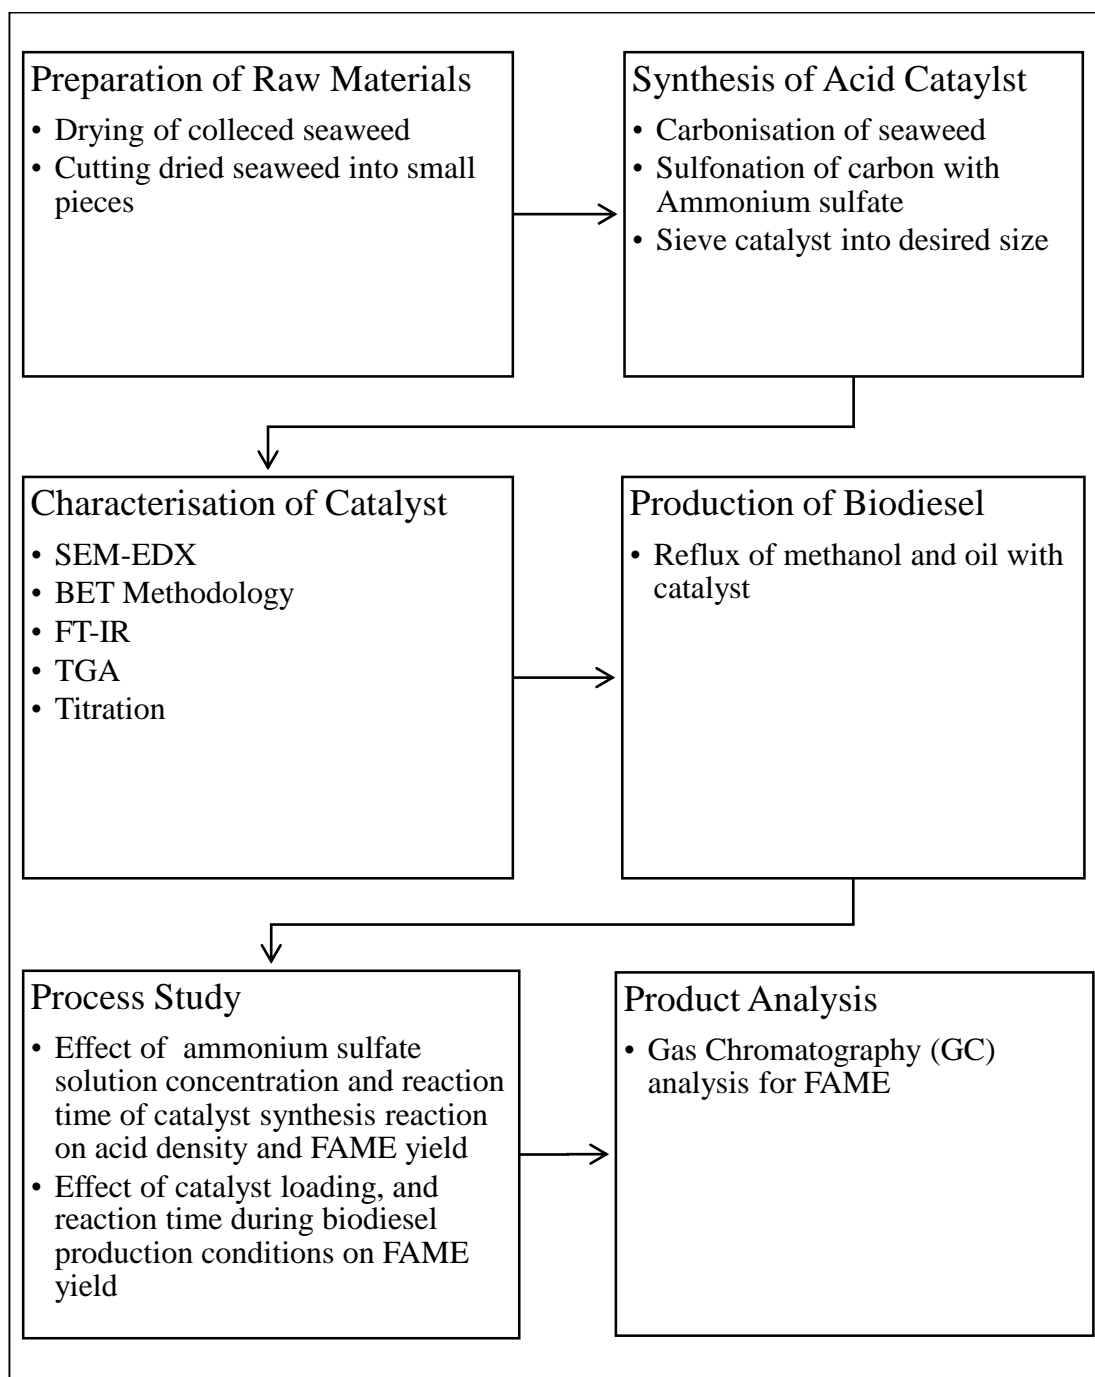 Preparation of Raw Materials
• Drying of colleced seaweed
• Cutting dried seaweed into small
pieces
Synthesis of Acid Cataylst
• Carbonisation of seaweed
• Sulfonation of carbon with
Ammonium sulfate
• Sieve catalyst into desired size
Characterisation of Catalyst
• SEM-EDX
• BET Methodology
• FT-IR
• TGA
• Titration
Production of Biodiesel
• Reflux of methanol and oil with
catalyst
Process Study
• Effect of ammonium sulfate
solution concentration and reaction
time of catalyst synthesis reaction
on acid density and FAME yield
• Effect of catalyst loading, and
reaction time during biodiesel
production conditions on FAME
yield
Product Analysis
• Gas Chromatography (GC)
analysis for FAME